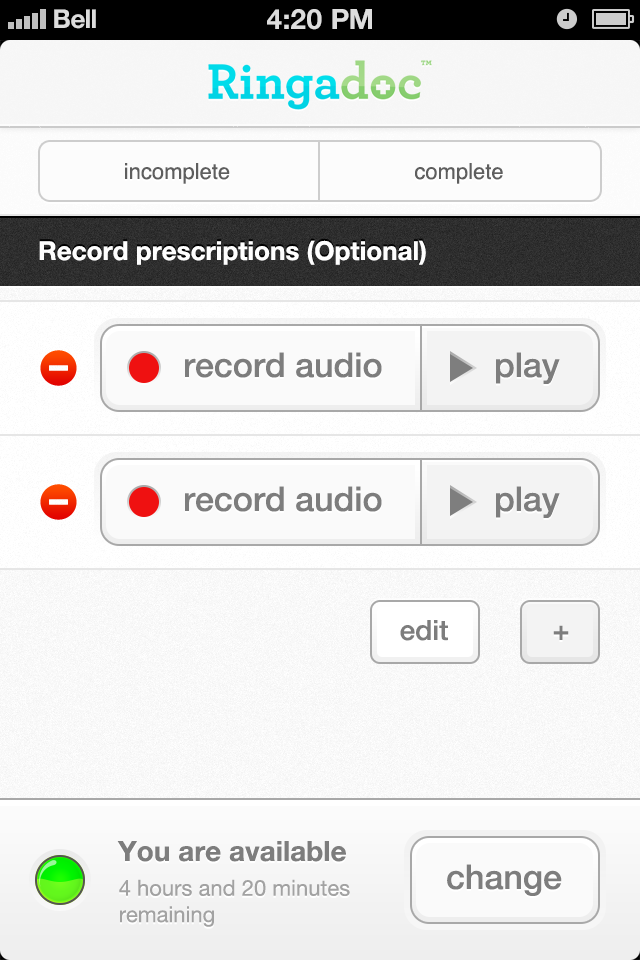 Bell 4:20 PM
Ringadoc™
incomplete complete
Record prescriptions (Optional)
record audio play
record audio play
edit +
You are available
4 hours and 20 minutes
remaining
change